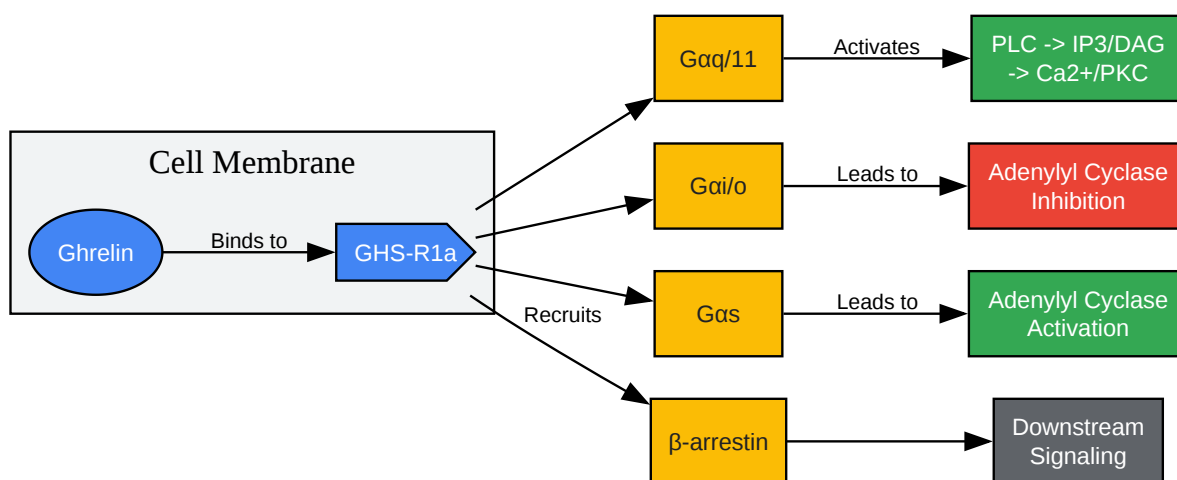 Gαq/11
Activates
PLC -> IP3/DAG
-> Ca2+/PKC
Cell Membrane
Gαi/o
Leads to
Adenylyl Cyclase
Inhibition
Ghrelin
Binds to
GHS-R1a
Recruits
Gαs
Leads to
Adenylyl Cyclase
Activation
β-arrestin
Downstream
Signaling